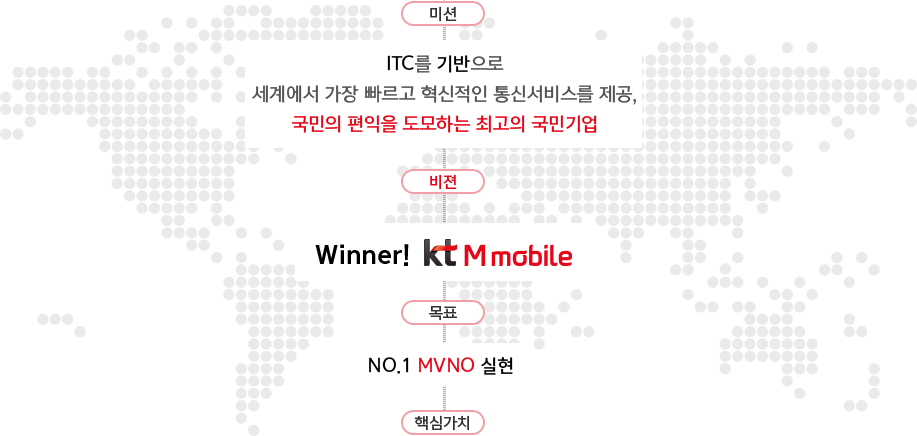 미션
ITC를 기반으로
세계에서 가장 빠르고 혁신적인 통신서비스를 제공,
국민의 편익을 도모하는 최고의 국민기업
비젼
Winner! kt M mobile
목표
NO.1 MVNO 실현
핵심가치